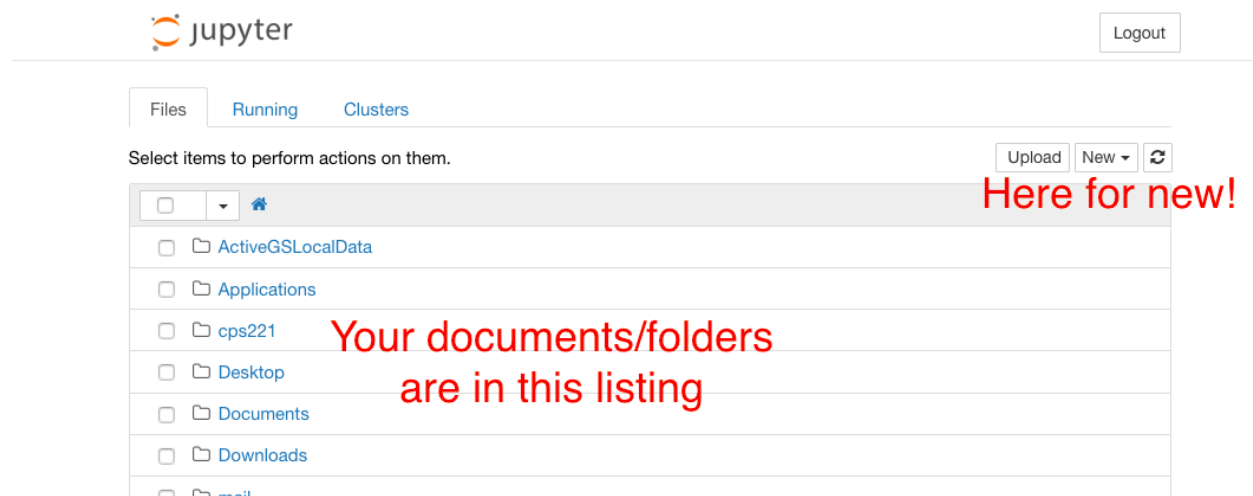 jupyter
Logout
Files Running Clusters
Select items to perform actions on them.
Upload New
Here for new!
ActiveGSLocalData
Applications
cps221
Your documents/folders
are in this listing
Desktop
Documents
Downloads